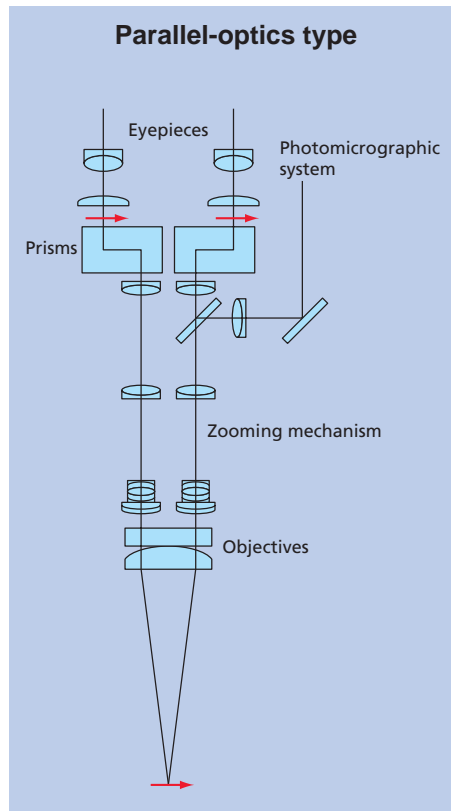 Parallel-optics type
Eyepieces
Photomicrographic
system
Prisms
Zooming mechanism
Objectives